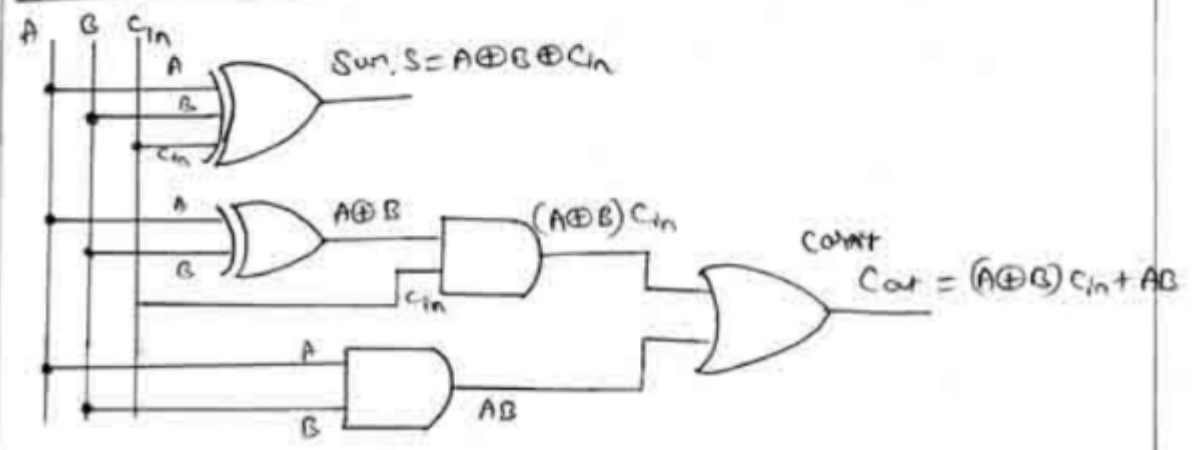 A B Cin
A
Sum, S = A⊕B⊕Cin
B
Cin
A
A⊕B
(A⊕B) Cin
B
Cin
Cout = (A⊕B) Cin + AB
A
AB
B